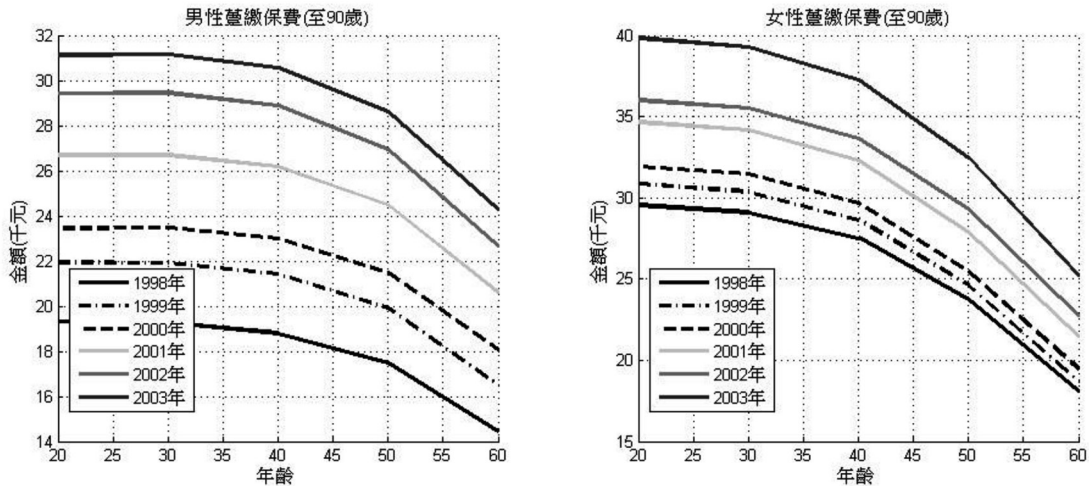 男性躉繳保費(至90歲)
32
30
28
26
24
22
20
18
16
14
金額(千元)
1998年
1999年
2000年
2001年
2002年
2003年
20 25 30 35 40 45 50 55 60
年齡
女性躉繳保費(至90歲)
40
35
30
25
20
15
金額(千元)
1998年
1999年
2000年
2001年
2002年
2003年
20 25 30 35 40 45 50 55 60
年齡